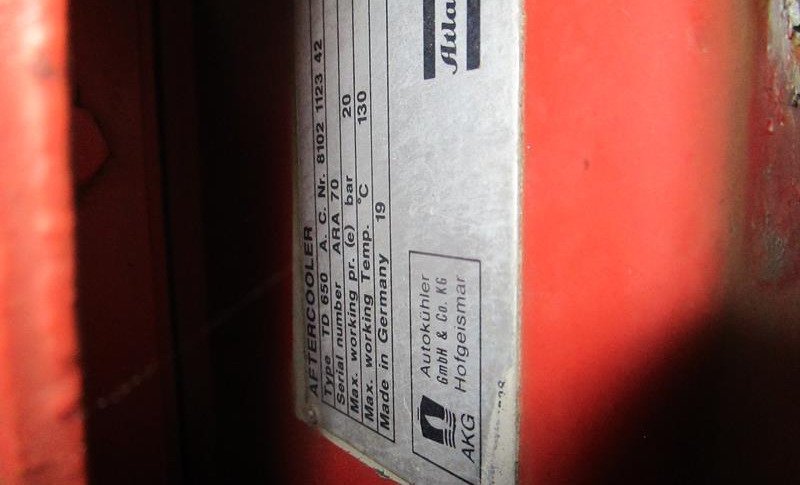 AFTERCOOLER
Type TD 650 A. C. Nr. 8102 1123 42
Serial number ARA 70
Max. working pr. (e) bar 20
Max. working Temp. °C 130
Made in Germany 19
AKG
Autokühler
GmbH & Co. KG
Hofgeismar